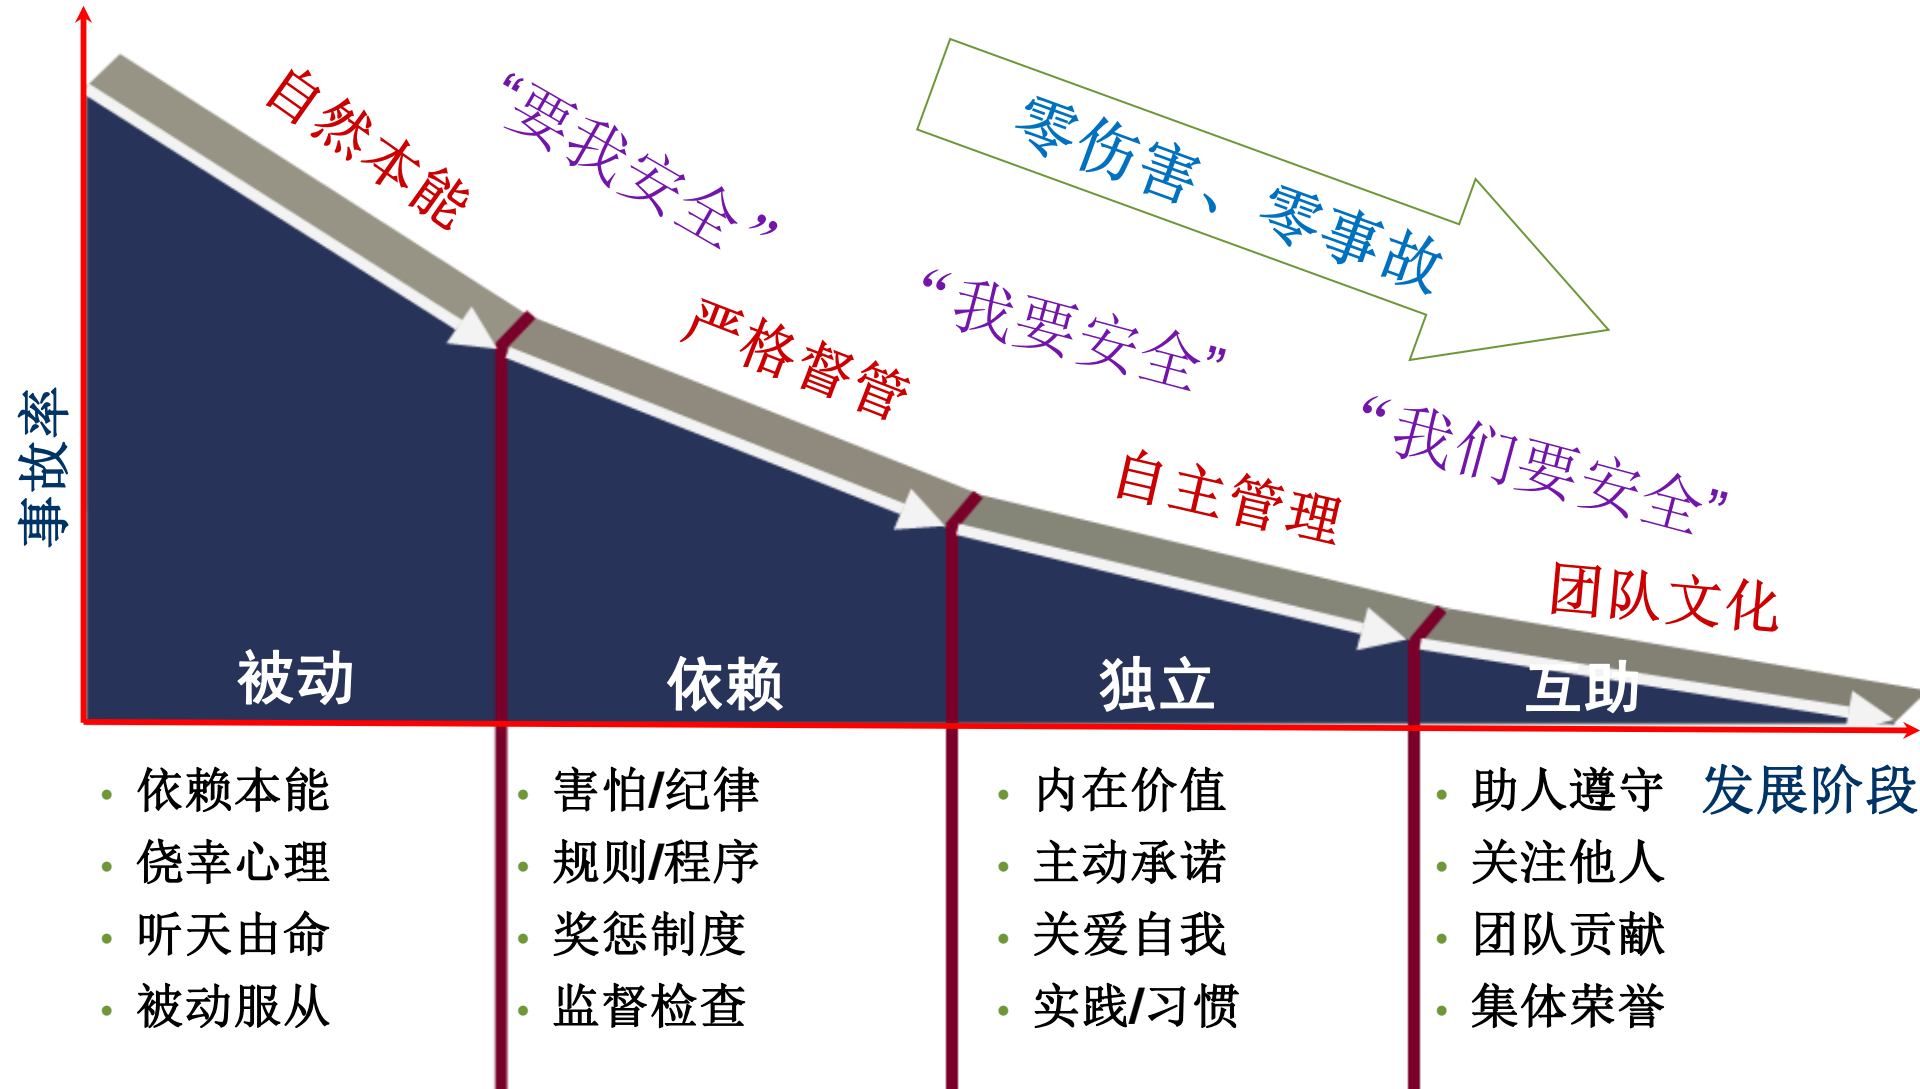 自然本能
“要我安全”
零伤害、零事故
严格督管
“我要安全”
自主管理
“我们要安全”
团队文化
事故率
被动
依赖
独立
互助
发展阶段
依赖本能
侥幸心理
听天由命
被动服从
害怕/纪律
规则/程序
奖惩制度
监督检查
内在价值
主动承诺
关爱自我
实践/习惯
助人遵守
关注他人
团队贡献
集体荣誉